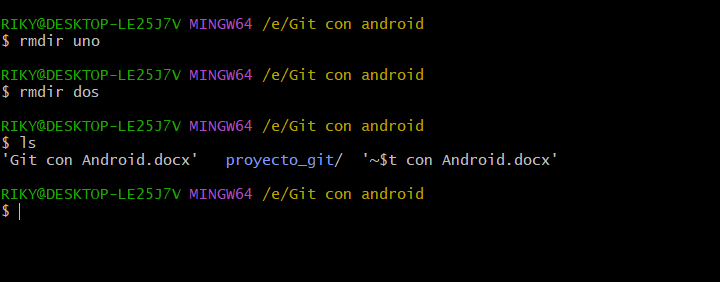 RIKY@DESKTOP-LE25J7V MINGW64 /e/Git con android
$ rmdir uno
RIKY@DESKTOP-LE25J7V MINGW64 /e/Git con android
$ rmdir dos
RIKY@DESKTOP-LE25J7V MINGW64 /e/Git con android
$ ls
'Git con Android.docx'   proyecto_git/  '~$t con Android.docx'
RIKY@DESKTOP-LE25J7V MINGW64 /e/Git con android
$